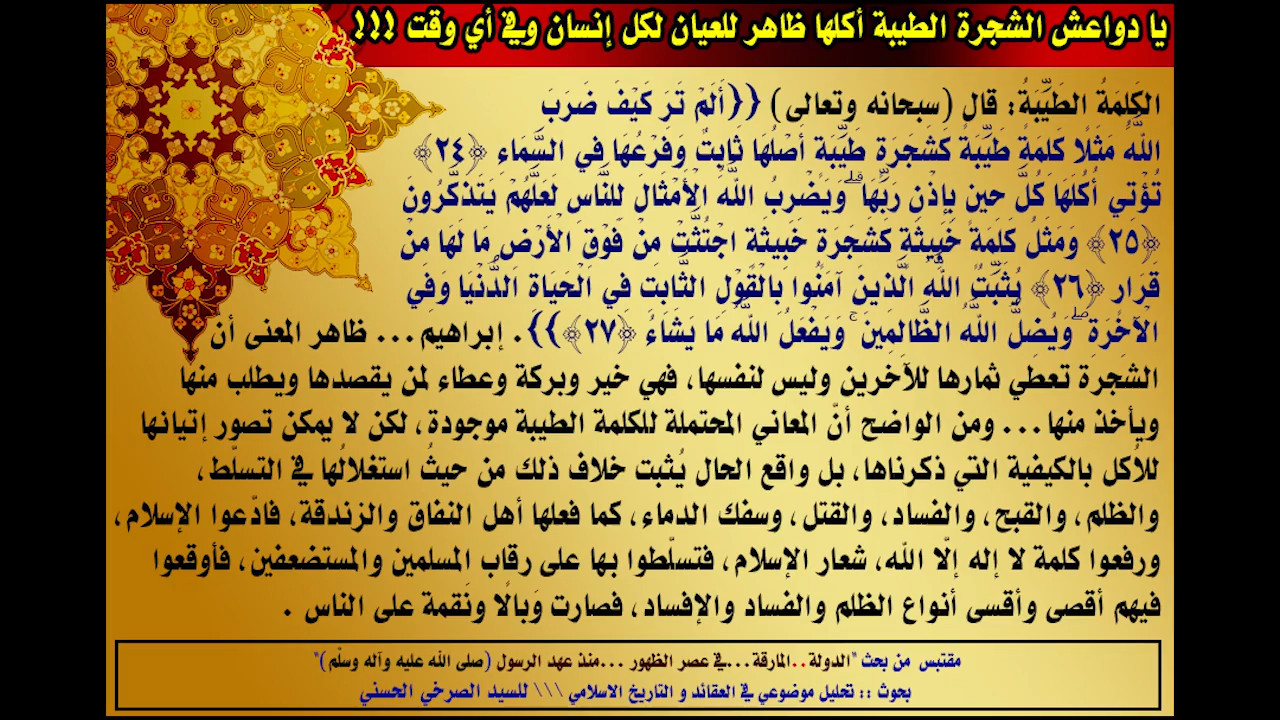 يا دواعش الشجرة الطيبة أكلها ظاهر للعيان لكل إنسان وفي أي وقت !!!
الكَلِمَةُ الطَيِّبَةُ: قال (سبحانه وتعالى) {{أَلَمْ تَرَ كَيْفَ ضَرَبَ
اللَّهُ مَثَلًا كَلِمَةً طَيِّبَةً كَشَجَرَةٍ طَيِّبَةٍ أَصْلُهَا ثَابِتٌ وَفَرْعُهَا فِي السَّمَاءِ ﴿٢٤﴾
تُؤْتِي أُكُلَهَا كُلَّ حِينٍ بِإِذْنِ رَبِّهَا ۗ وَيَضْرِبُ اللَّهُ الْأَمْثَالَ لِلنَّاسِ لَعَلَّهُمْ يَتَذَكَّرُونَ
﴿٢٥﴾ وَمَثَلُ كَلِمَةٍ خَبِيثَةٍ كَشَجَرَةٍ خَبِيثَةٍ اجْتُثَّتْ مِنْ فَوْقِ الْأَرْضِ مَا لَهَا مِنْ
قَرَارٍ ﴿٢٦﴾ يُثَبِّتُ اللَّهُ الَّذِينَ آمَنُوا بِالْقَوْلِ الثَّابِتِ فِي الْحَيَاةِ الدُّنْيَا وَفِي
الْآخِرَةِ ۖ وَيُضِلُّ اللَّهُ الظَّالِمِينَ ۚ وَيَفْعَلُ اللَّهُ مَا يَشَاءُ ﴿٢٧﴾}}. إبراهيم... ظاهر المعنى أن
الشجرة تعطي ثمارها للآخرين وليس لنفسها، فهي خير وبركة وعطاء لمن يقصدها ويطلب منها
ويأخذ منها... ومن الواضح أنّ المعاني المحتملة للكلمة الطيبة موجودة، لكن لا يمكن تصور إتيانها
للأكل بالكيفية التي ذكرناها، بل واقع الحال يُثبت خلاف ذلك من حيثُ استغلالُها في التسلّط،
والظلم، والقبح، والفساد، والقتل، وسفك الدماء، كما فعلها أهل النفاق والزندقة، فادّعوا الإسلام،
ورفعوا كلمة لا إله إلّا الله، شعار الإسلام، فتسلّطوا بها على رقاب المسلمين والمستضعفين، فأوقعوا
فيهم أقصى وأقسى أنواع الظلم والفساد والإفساد، فصارت وَبالًا ونَقمة على الناس .
مقتبس من بحث "الدولة..المارقة...في عصر الظهور ...منذ عهد الرسول (صلى الله عليه وآله وسلّم)"
بحوث :: تحليل موضوعي في العقائد و التاريخ الاسلامي \\\ للسيد الصرخي الحسني